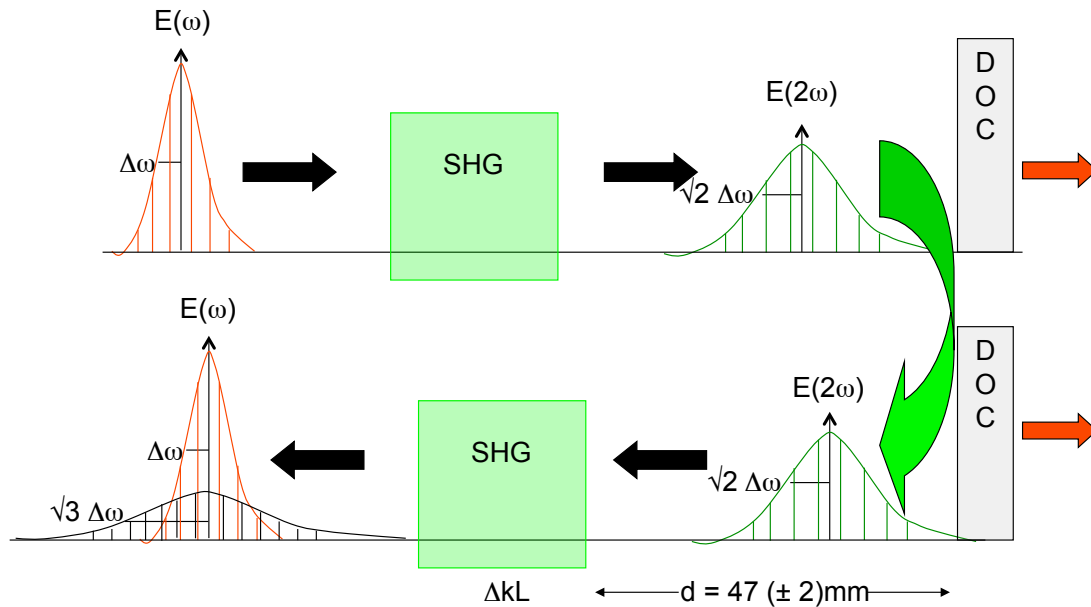 E(ω)
Δω
SHG
E(2ω)
√2 Δω
D
O
C
E(ω)
Δω
√3 Δω
SHG
E(2ω)
√2 Δω
D
O
C
ΔkL
d = 47 (± 2)mm